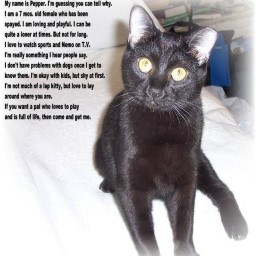 My name is Pepper. I'm guessing you can tell why.
I am a 7 mos. old female who has been
spayed. I am loving and playful. I can be
quite a loner at times. But not for long.
I love to watch sports and Nemo on T.V.
I'm really something I hear people say.
I don't have problems with dogs once I get to
know them. I'm okay with kids, but shy at first.
I'm not much of a lap kitty, but love to lay
around where you are.
If you want a pal who loves to play
and is full of life, then come and get me.